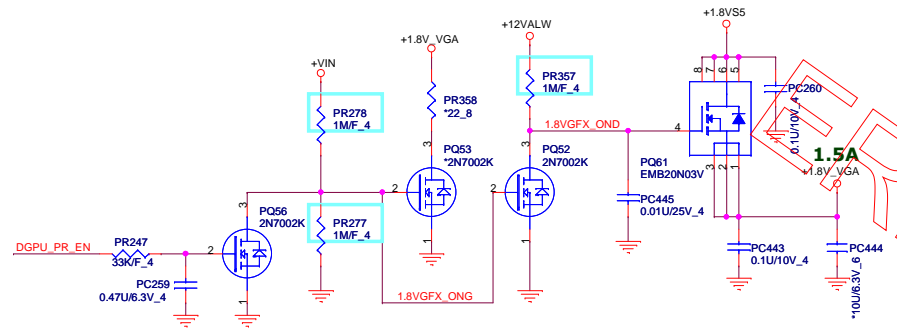 +1.8VS5
+12VALW
+1.8V_VGA
+VIN
8
7
6
5
PR357
1M/F_4
PC260
0.1U/10V_4
PR278
1M/F_4
PR358
*22_8
1.8VGFX_OND
4
1.5A
+1.8V_VGA
PQ53
*2N7002K
PQ52
2N7002K
PQ61
EMB20N03V
3
2
1
3
3
2
2
PC445
0.01U/25V_4
PQ56
2N7002K
3
PR277
1M/F_4
1
1
DGPU_PR_EN
PR247
33K/F_4
2
PC443
0.1U/10V_4
PC444
*10U/6.3V_6
PC259
0.47U/6.3V_4
1
1.8VGFX_ONG
ER